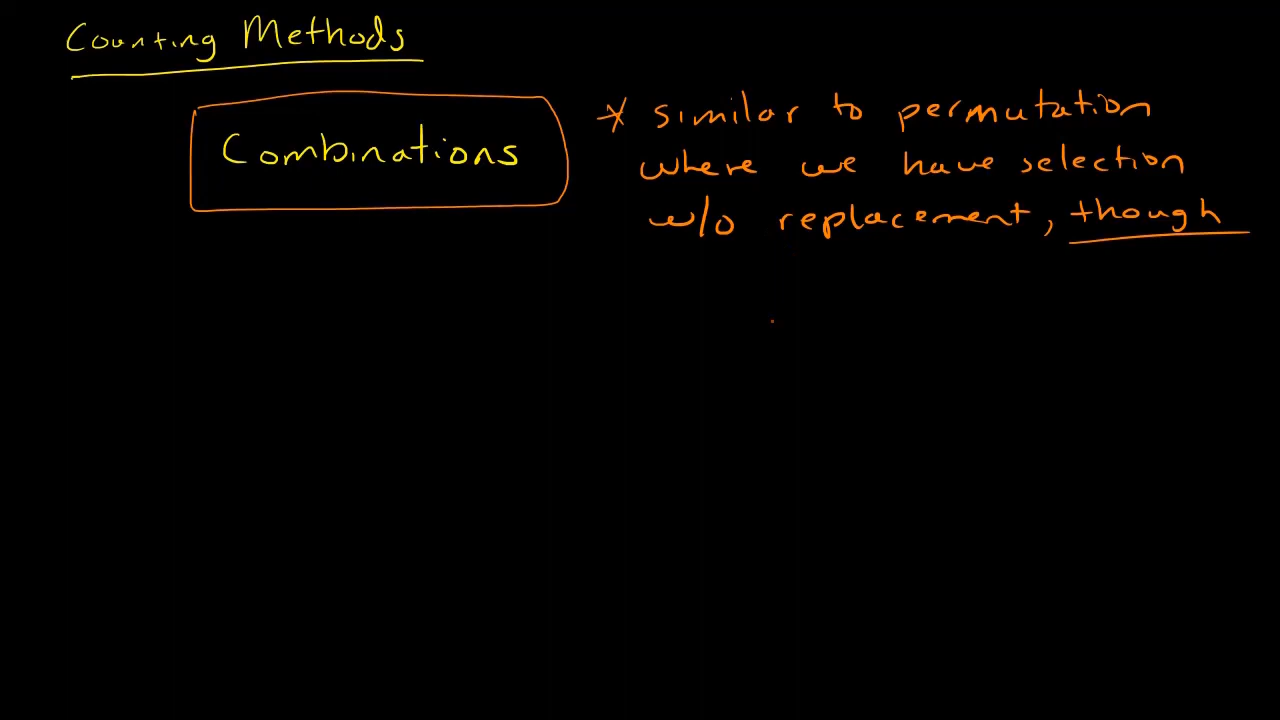 Counting Methods
Combinations
* similar to permutation
where we have selection
w/o replacement, though